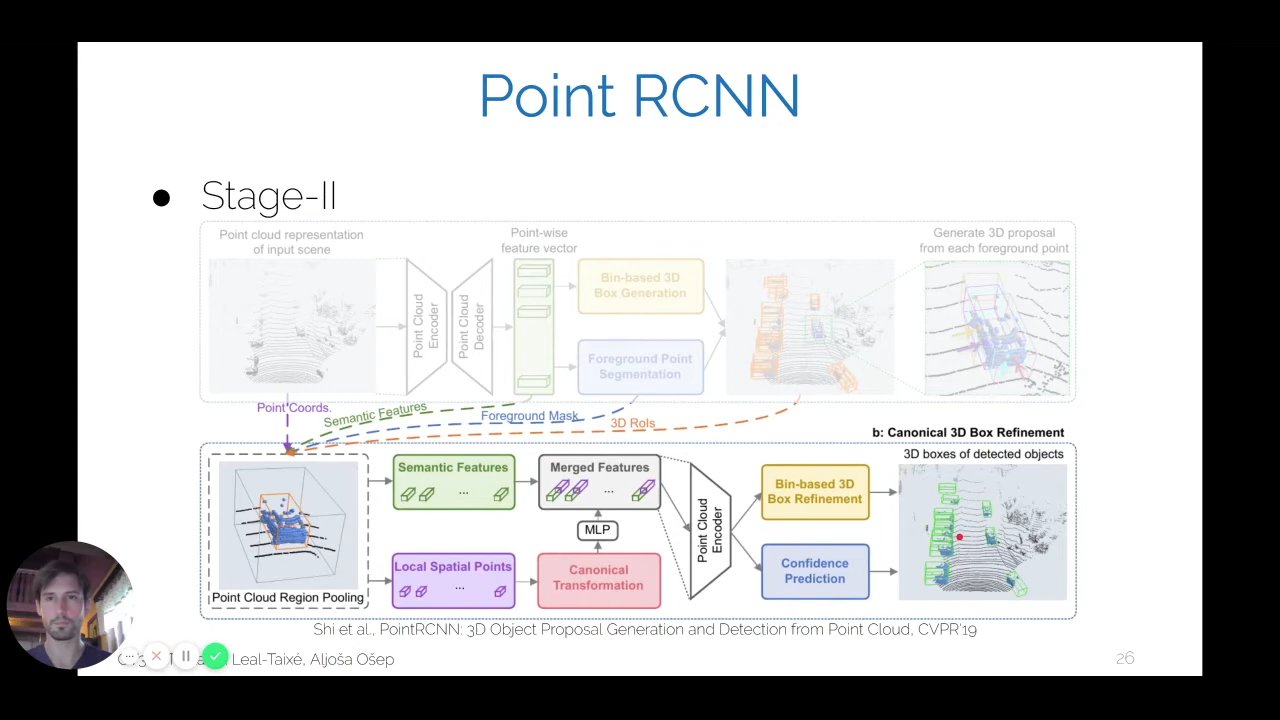 Point RCNN
● Stage-II
Point cloud representation
of input scene
Point-wise
feature vector
Generate 3D proposal
from each foreground point
Point Cloud
Encoder
Point Cloud
Decoder
Bin-based 3D
Box Generation
Foreground Point
Segmentation
Point Coords.
Semantic Features
Foreground Mask
3D RoIs
b: Canonical 3D Box Refinement
3D boxes of detected objects
Semantic Features
...
Merged Features
...
MLP
Local Spatial Points
...
Canonical
Transformation
Point Cloud
Encoder
Bin-based 3D
Box Refinement
Confidence
Prediction
Point Cloud Region Pooling
Shi et al., PointRCNN: 3D Object Proposal Generation and Detection from Point Cloud, CVPR'19
Leal-Taixé, Aljoša Ošep
26